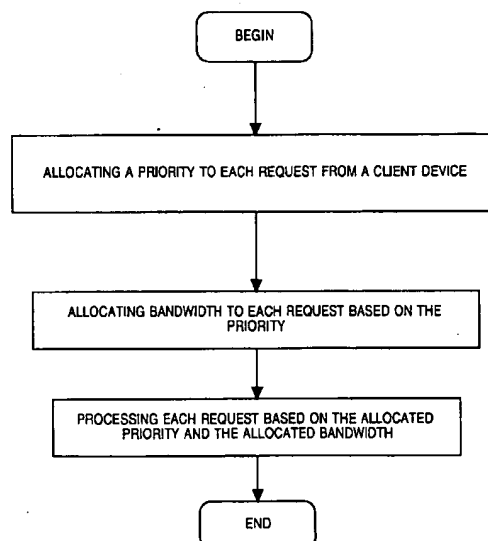 BEGIN
ALLOCATING A PRIORITY TO EACH REQUEST FROM A CLIENT DEVICE
ALLOCATING BANDWIDTH TO EACH REQUEST BASED ON THE
PRIORITY
PROCESSING EACH REQUEST BASED ON THE ALLOCATED
PRIORITY AND THE ALLOCATED BANDWIDTH
END